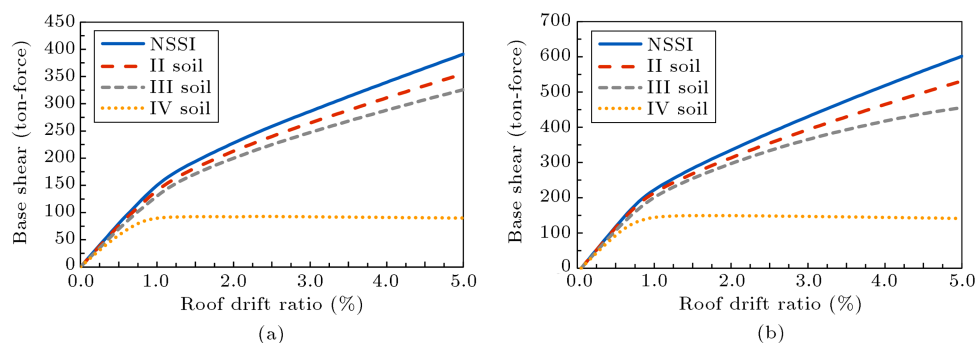 450
400
350
300
250
200
150
100
50
0
Base shear (ton-force)
NSSI
II soil
III soil
IV soil
0.0 1.0 2.0 3.0 4.0 5.0
Roof drift ratio (%)
(a)
700
600
500
400
300
200
100
0
Base shear (ton-force)
NSSI
II soil
III soil
IV soil
0.0 1.0 2.0 3.0 4.0 5.0
Roof drift ratio (%)
(b)